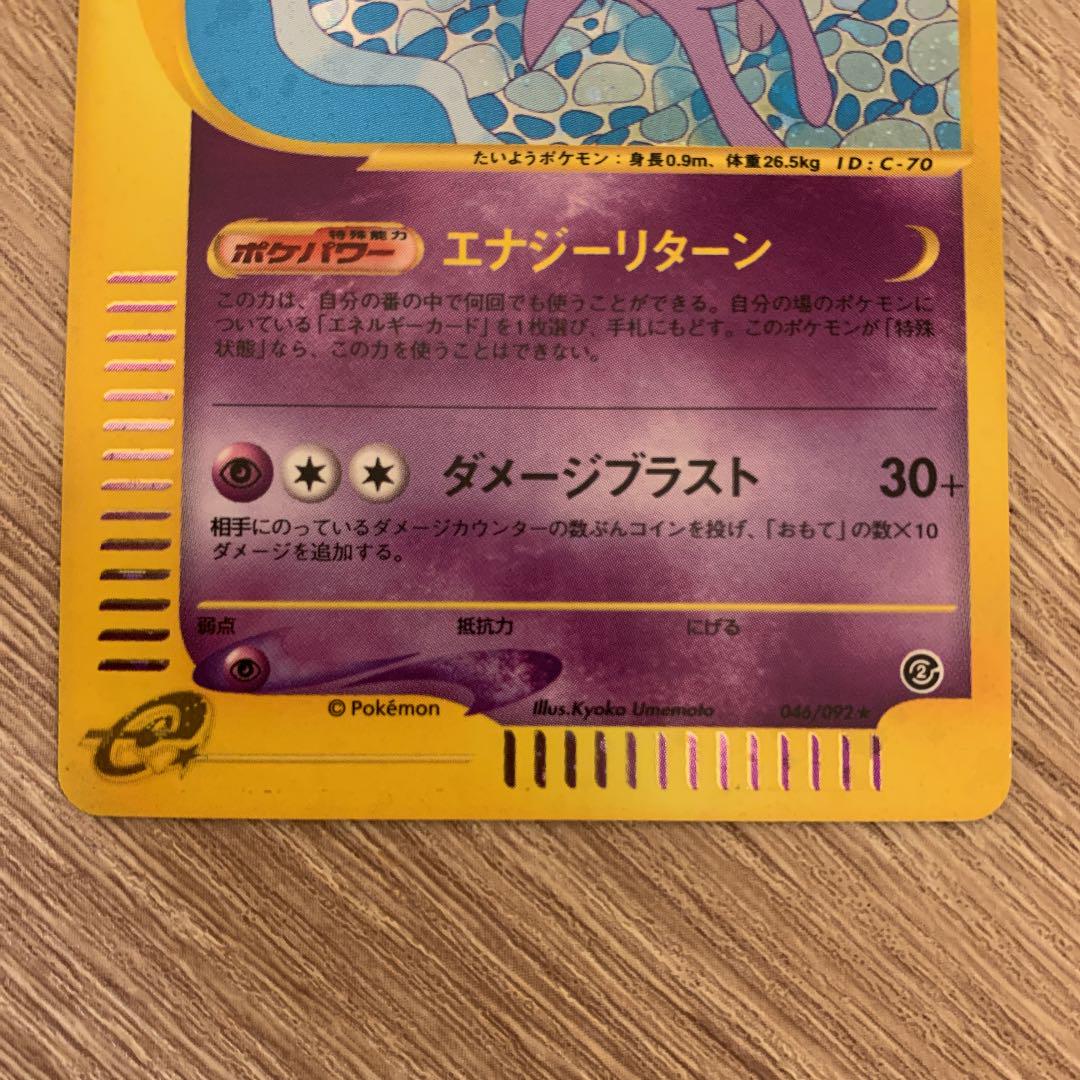 たいようポケモン：身長0.9m、体重26.5kg ID:C-70
特殊能力
ポケパワー エナジーリターン
この力は、自分の番の中で何回でも使うことができる。自分の場のポケモンに
ついている「エネルギーカード」を1枚選び、手札にもどす。このポケモンが「特殊
状態」なら、この力を使うことはできない。
ダメージブラスト 30+
相手にのっているダメージカウンターの数ぶんコインを投げ、「おもて」の数×10
ダメージを追加する。
弱点 抵抗力 にげる
2
© Pokémon Illus.Kyoko Umemoto 046/092★
e